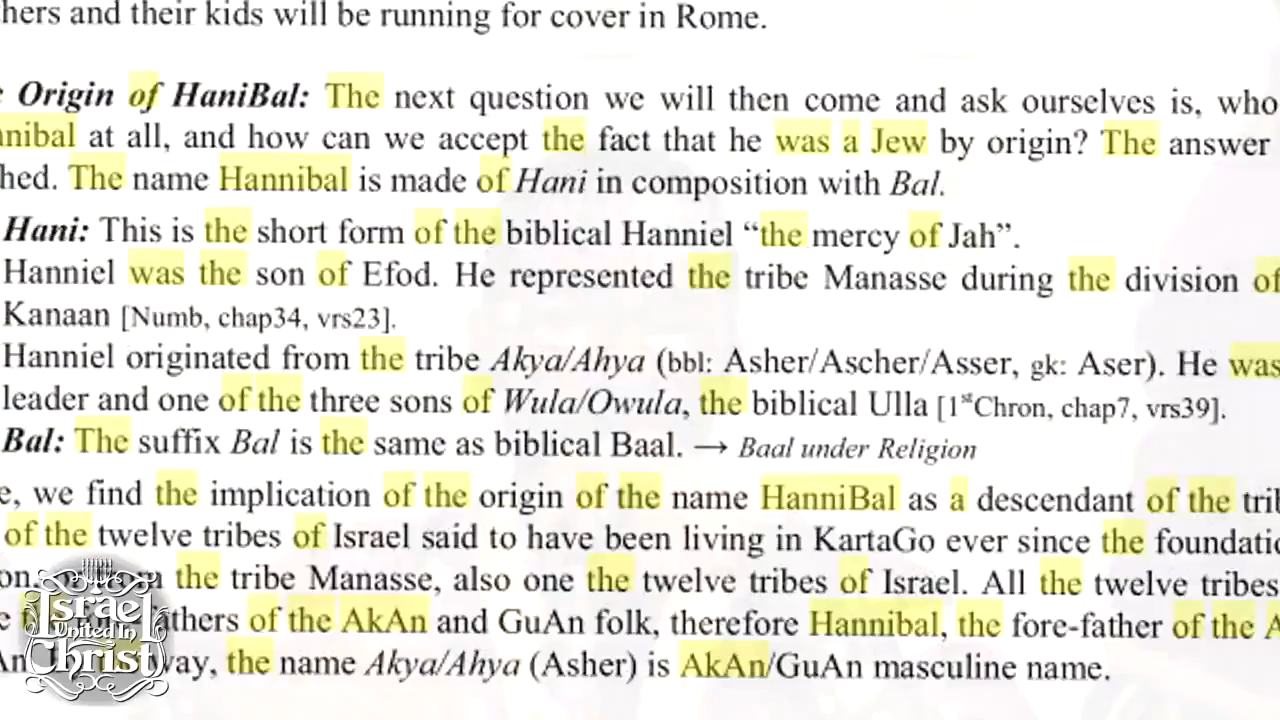 hers and their kids will be running for cover in Rome.
Origin of HaniBal: The next question we will then come and ask ourselves is, who
nnibal at all, and how can we accept the fact that he was a Jew by origin? The answer
hed. The name Hannibal is made of Hani in composition with Bal.
Hani: This is the short form of the biblical Hanniel “the mercy of Jah”.
Hanniel was the son of Efod. He represented the tribe Manasse during the division of
Kanaan [Numb, chap34, vrs23].
Hanniel originated from the tribe Akya/Ahya (bbl: Asher/Ascher/Asser, gk: Aser). He was
leader and one of the three sons of Wula/Owula, the biblical Ulla [1st Chron, chap7, vrs39].
Bal: The suffix Bal is the same as biblical Baal. → Baal under Religion
e, we find the implication of the origin of the name HanniBal as a descendant of the trib
of the twelve tribes of Israel said to have been living in KartaGo ever since the foundatio
on the tribe Manasse, also one the twelve tribes of Israel. All the twelve tribes
thers of the AkAn and GuAn folk, therefore Hannibal, the fore-father of the A
An way, the name Akya/Ahya (Asher) is AkAn/GuAn masculine name.
Israel
United In
Christ